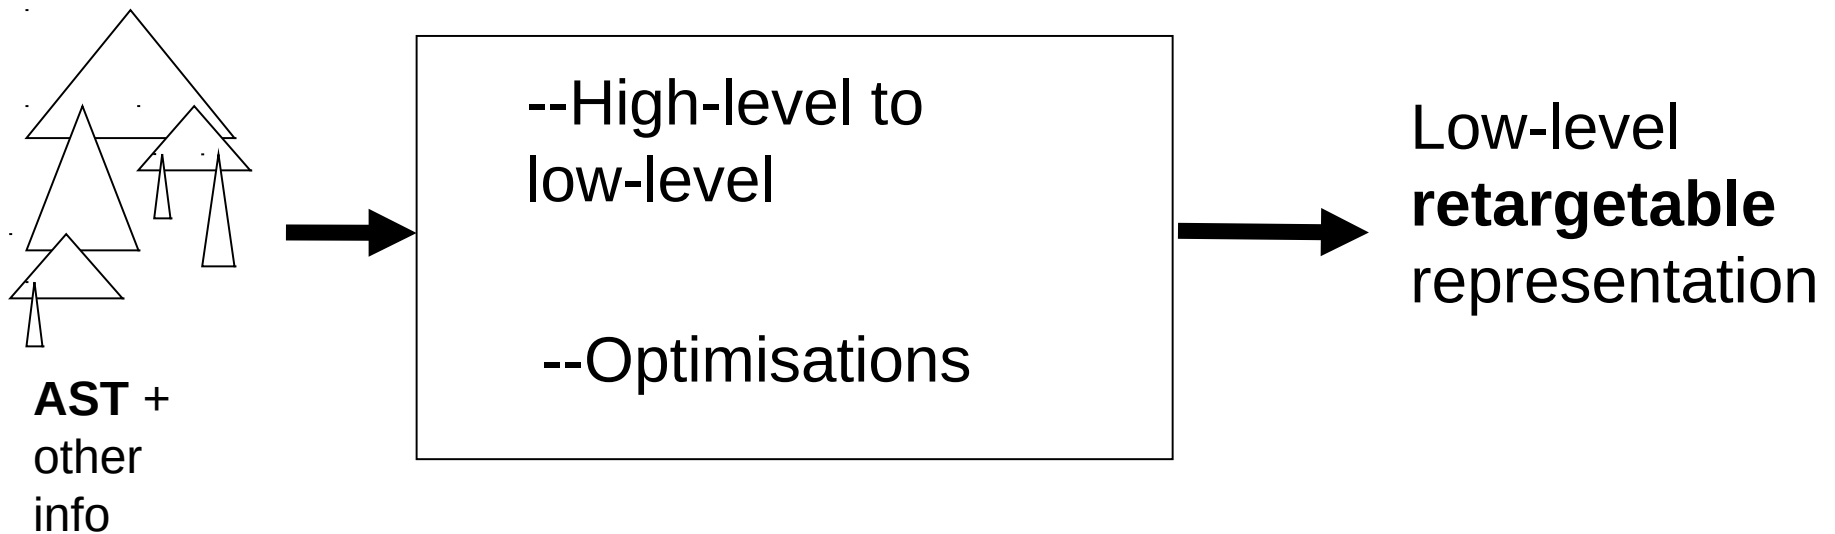 AST +
other
info
--High-level to
low-level
--Optimisations
Low-level
retargetable
representation